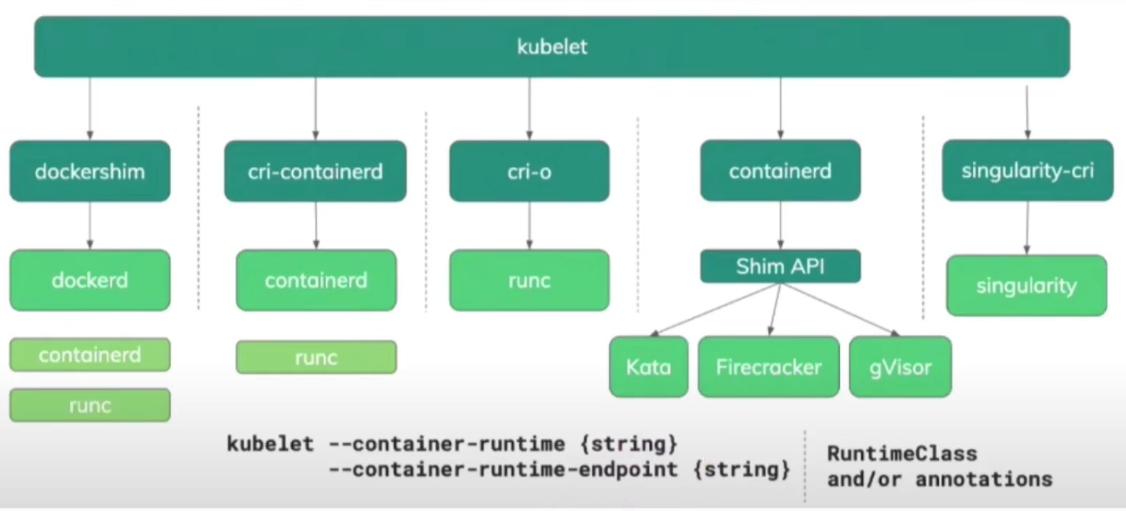 kubelet
dockershim
cri-containerd
cri-o
containerd
singularity-cri
dockerd
containerd
runc
Shim API
singularity
containerd
runc
Kata
Firecracker
gVisor
runc
kubelet --container-runtime {string}
--container-runtime-endpoint {string}
RuntimeClass
and/or annotations